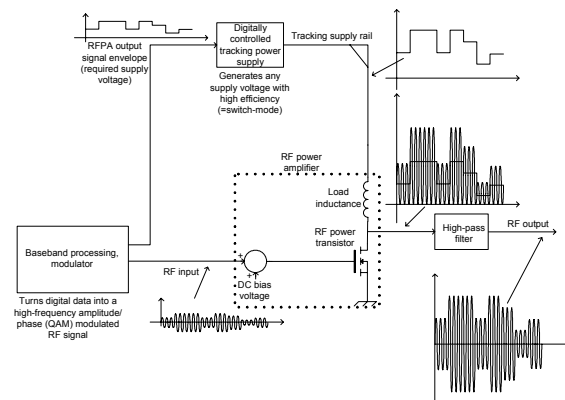 RFPA output
signal envelope
(required supply
voltage)
Digitally
controlled
tracking power
supply
Generates any
supply voltage with
high efficiency
(=switch-mode)
Tracking supply rail
RF power
amplifier
Load
inductance
RF power
transistor
High-pass
filter
RF output
Baseband processing,
modulator
Turns digital data into a
high-frequency amplitude/
phase (QAM) modulated
RF signal
RF input
+
+
DC bias
voltage